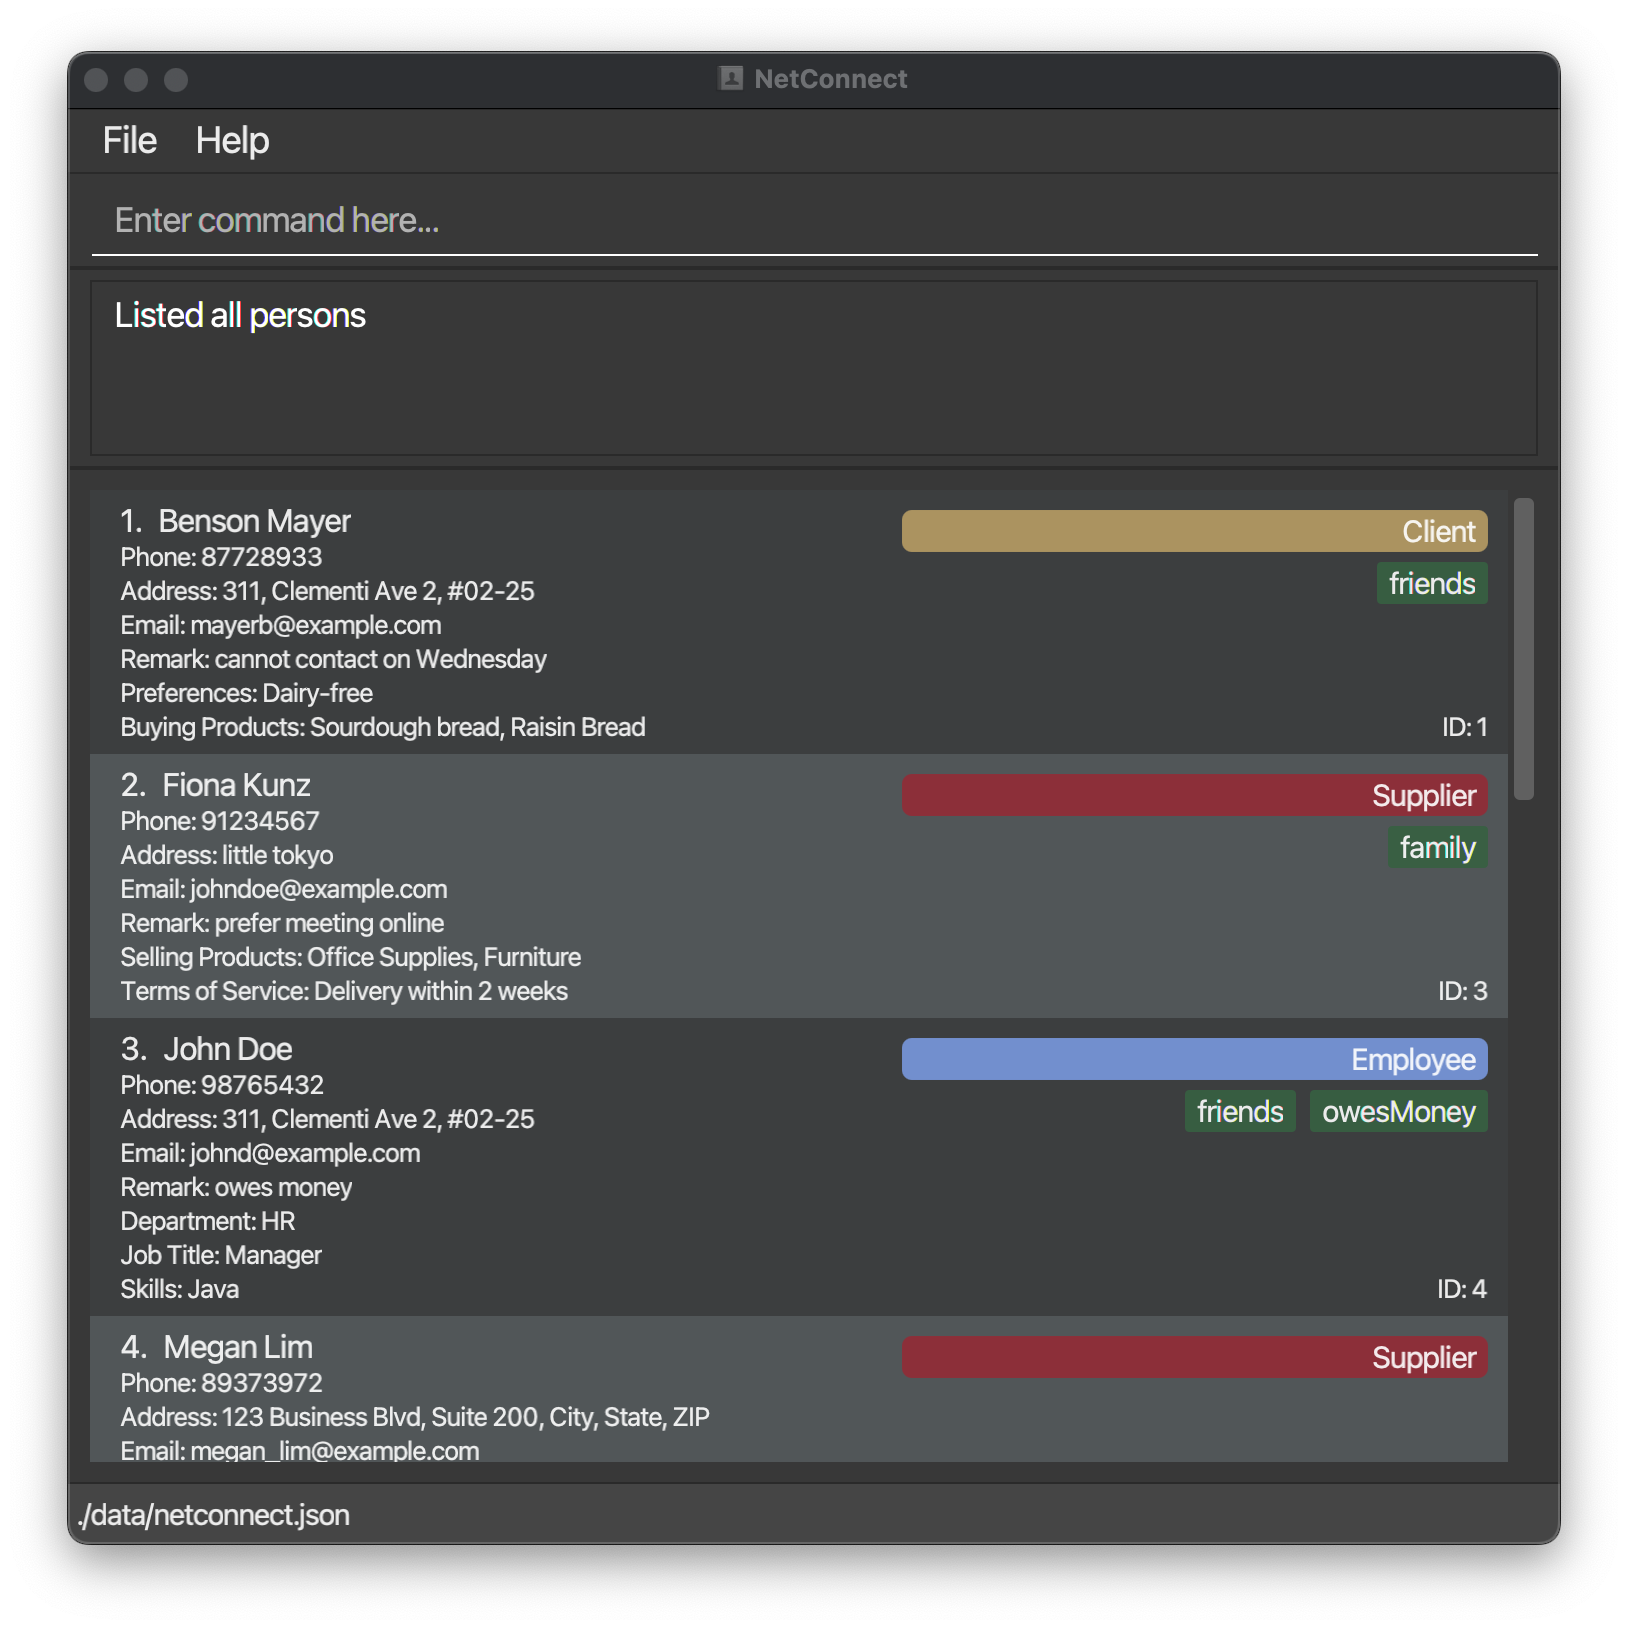 NetConnect
File Help
Enter command here...
Listed all persons
1. Benson Mayer
Client
Phone: 87728933
friends
Address: 311, Clementi Ave 2, #02-25
Email: mayerb@example.com
Remark: cannot contact on Wednesday
Preferences: Dairy-free
Buying Products: Sourdough bread, Raisin Bread
ID: 1
2. Fiona Kunz
Supplier
Phone: 91234567
family
Address: little tokyo
Email: johndoe@example.com
Remark: prefer meeting online
Selling Products: Office Supplies, Furniture
Terms of Service: Delivery within 2 weeks
ID: 3
3. John Doe
Employee
Phone: 98765432
friends owesMoney
Address: 311, Clementi Ave 2, #02-25
Email: johnd@example.com
Remark: owes money
Department: HR
Job Title: Manager
Skills: Java
ID: 4
4. Megan Lim
Supplier
Phone: 89373972
Address: 123 Business Blvd, Suite 200, City, State, ZIP
Email: megan_lim@example.com
./data/netconnect.json